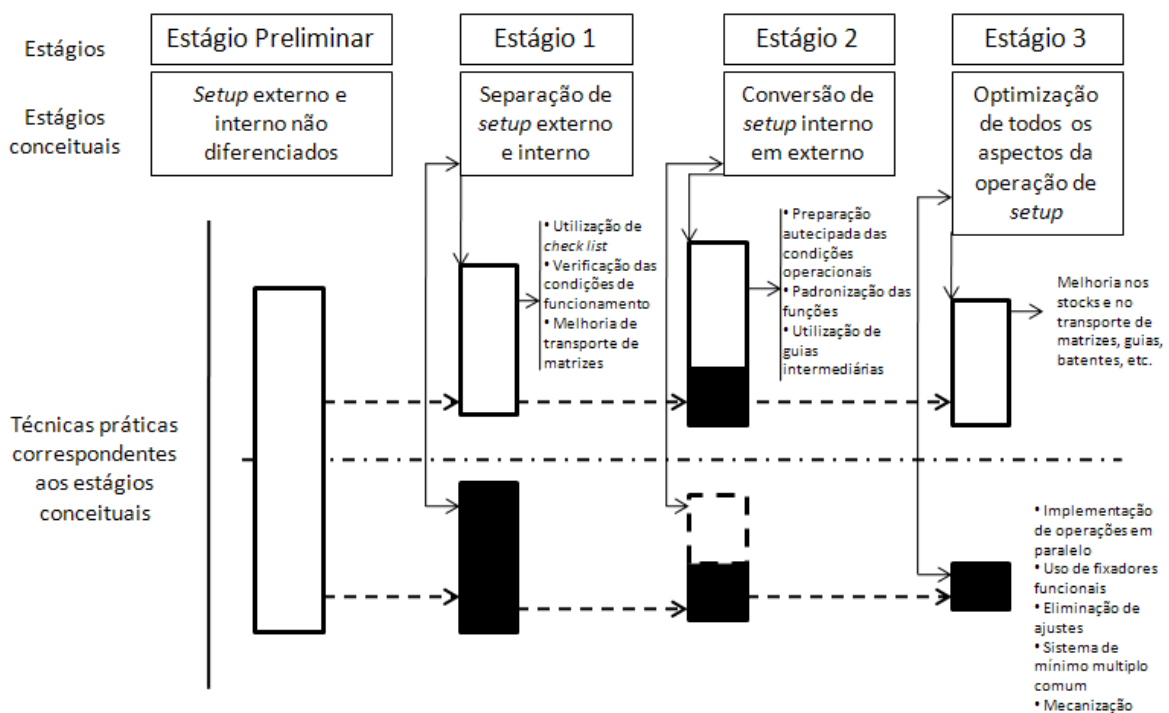 Estágios
Estágio Preliminar
Estágio 1
Estágio 2
Estágio 3
Estágios
conceituais
Setup externo e
interno não
diferenciados
Separação de
setup externo
e interno
Conversão de
setup interno
em externo
Optimização
de todos os
aspectos da
operação de
setup
Técnicas práticas
correspondentes
aos estágios
conceituais
• Utilização de
check list
• Verificação das
condições de
funcionamento
• Melhoria de
transporte de
matrizes
• Preparação
autecipada das
condições
operacionais
• Padronização das
funções
• Utilização de
guias
intermediárias
Melhoria nos
stocks e no
transporte de
matrizes, guias,
batentes, etc.
• Implementação
de operações em
paralelo
• Uso de fixadores
funcionais
• Eliminação de
ajustes
• Sistema de
mínimo multiplo
comum
• Mecanização